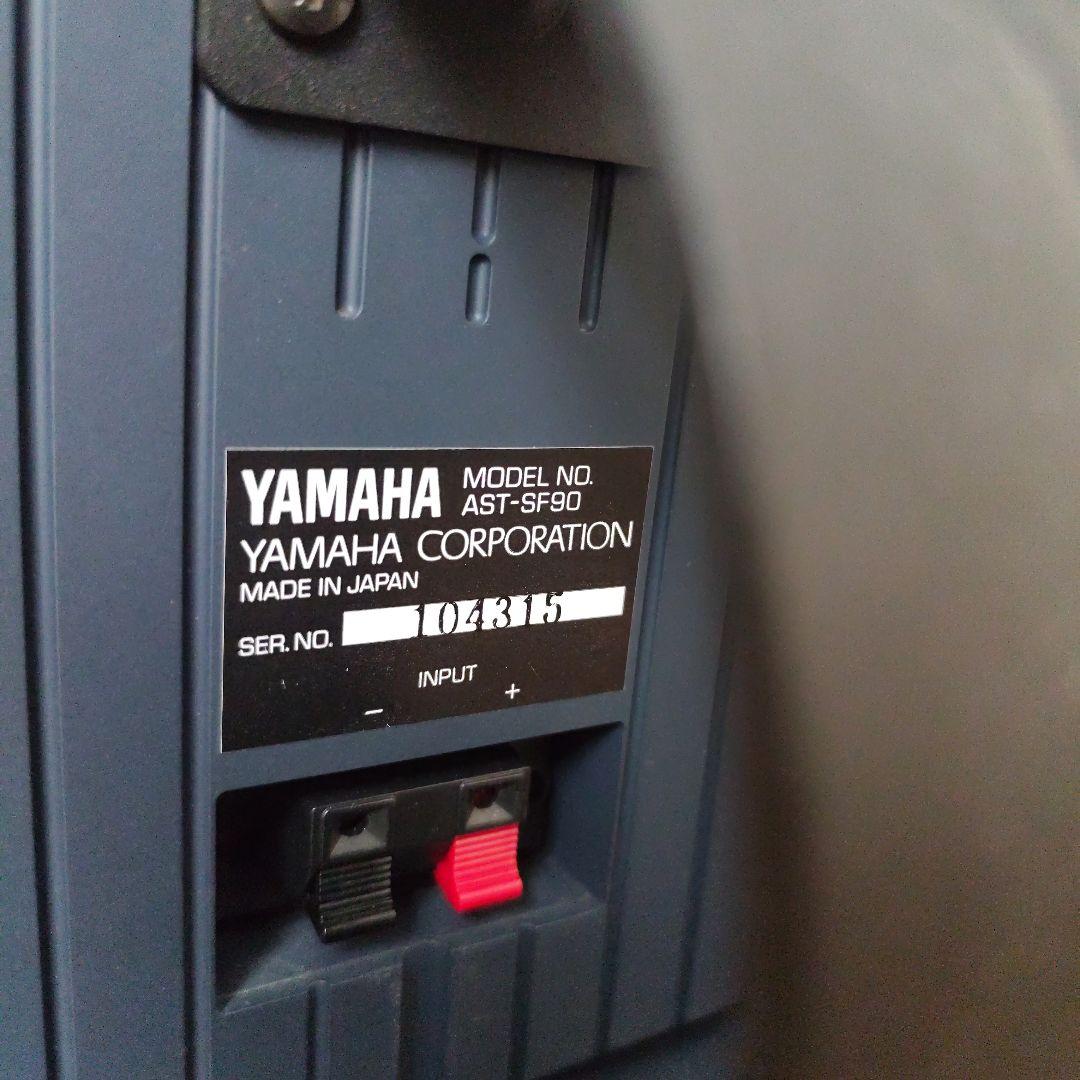 YAMAHA MODEL NO.
AST-SF90
YAMAHA CORPORATION
MADE IN JAPAN
SER. NO. 104315
INPUT
- +